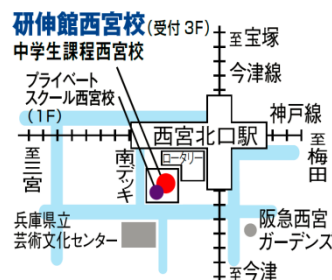 研伸館西宮校(受付3F)
中学生課程西宮校
プライベート
スクール西宮校
(1F)
至宝塚
今津線
神戸線
西宮北口駅
ロータリー
至三宮
南デッキ
至梅田
兵庫県立
芸術文化センター
阪急西宮
ガーデンズ
至今津